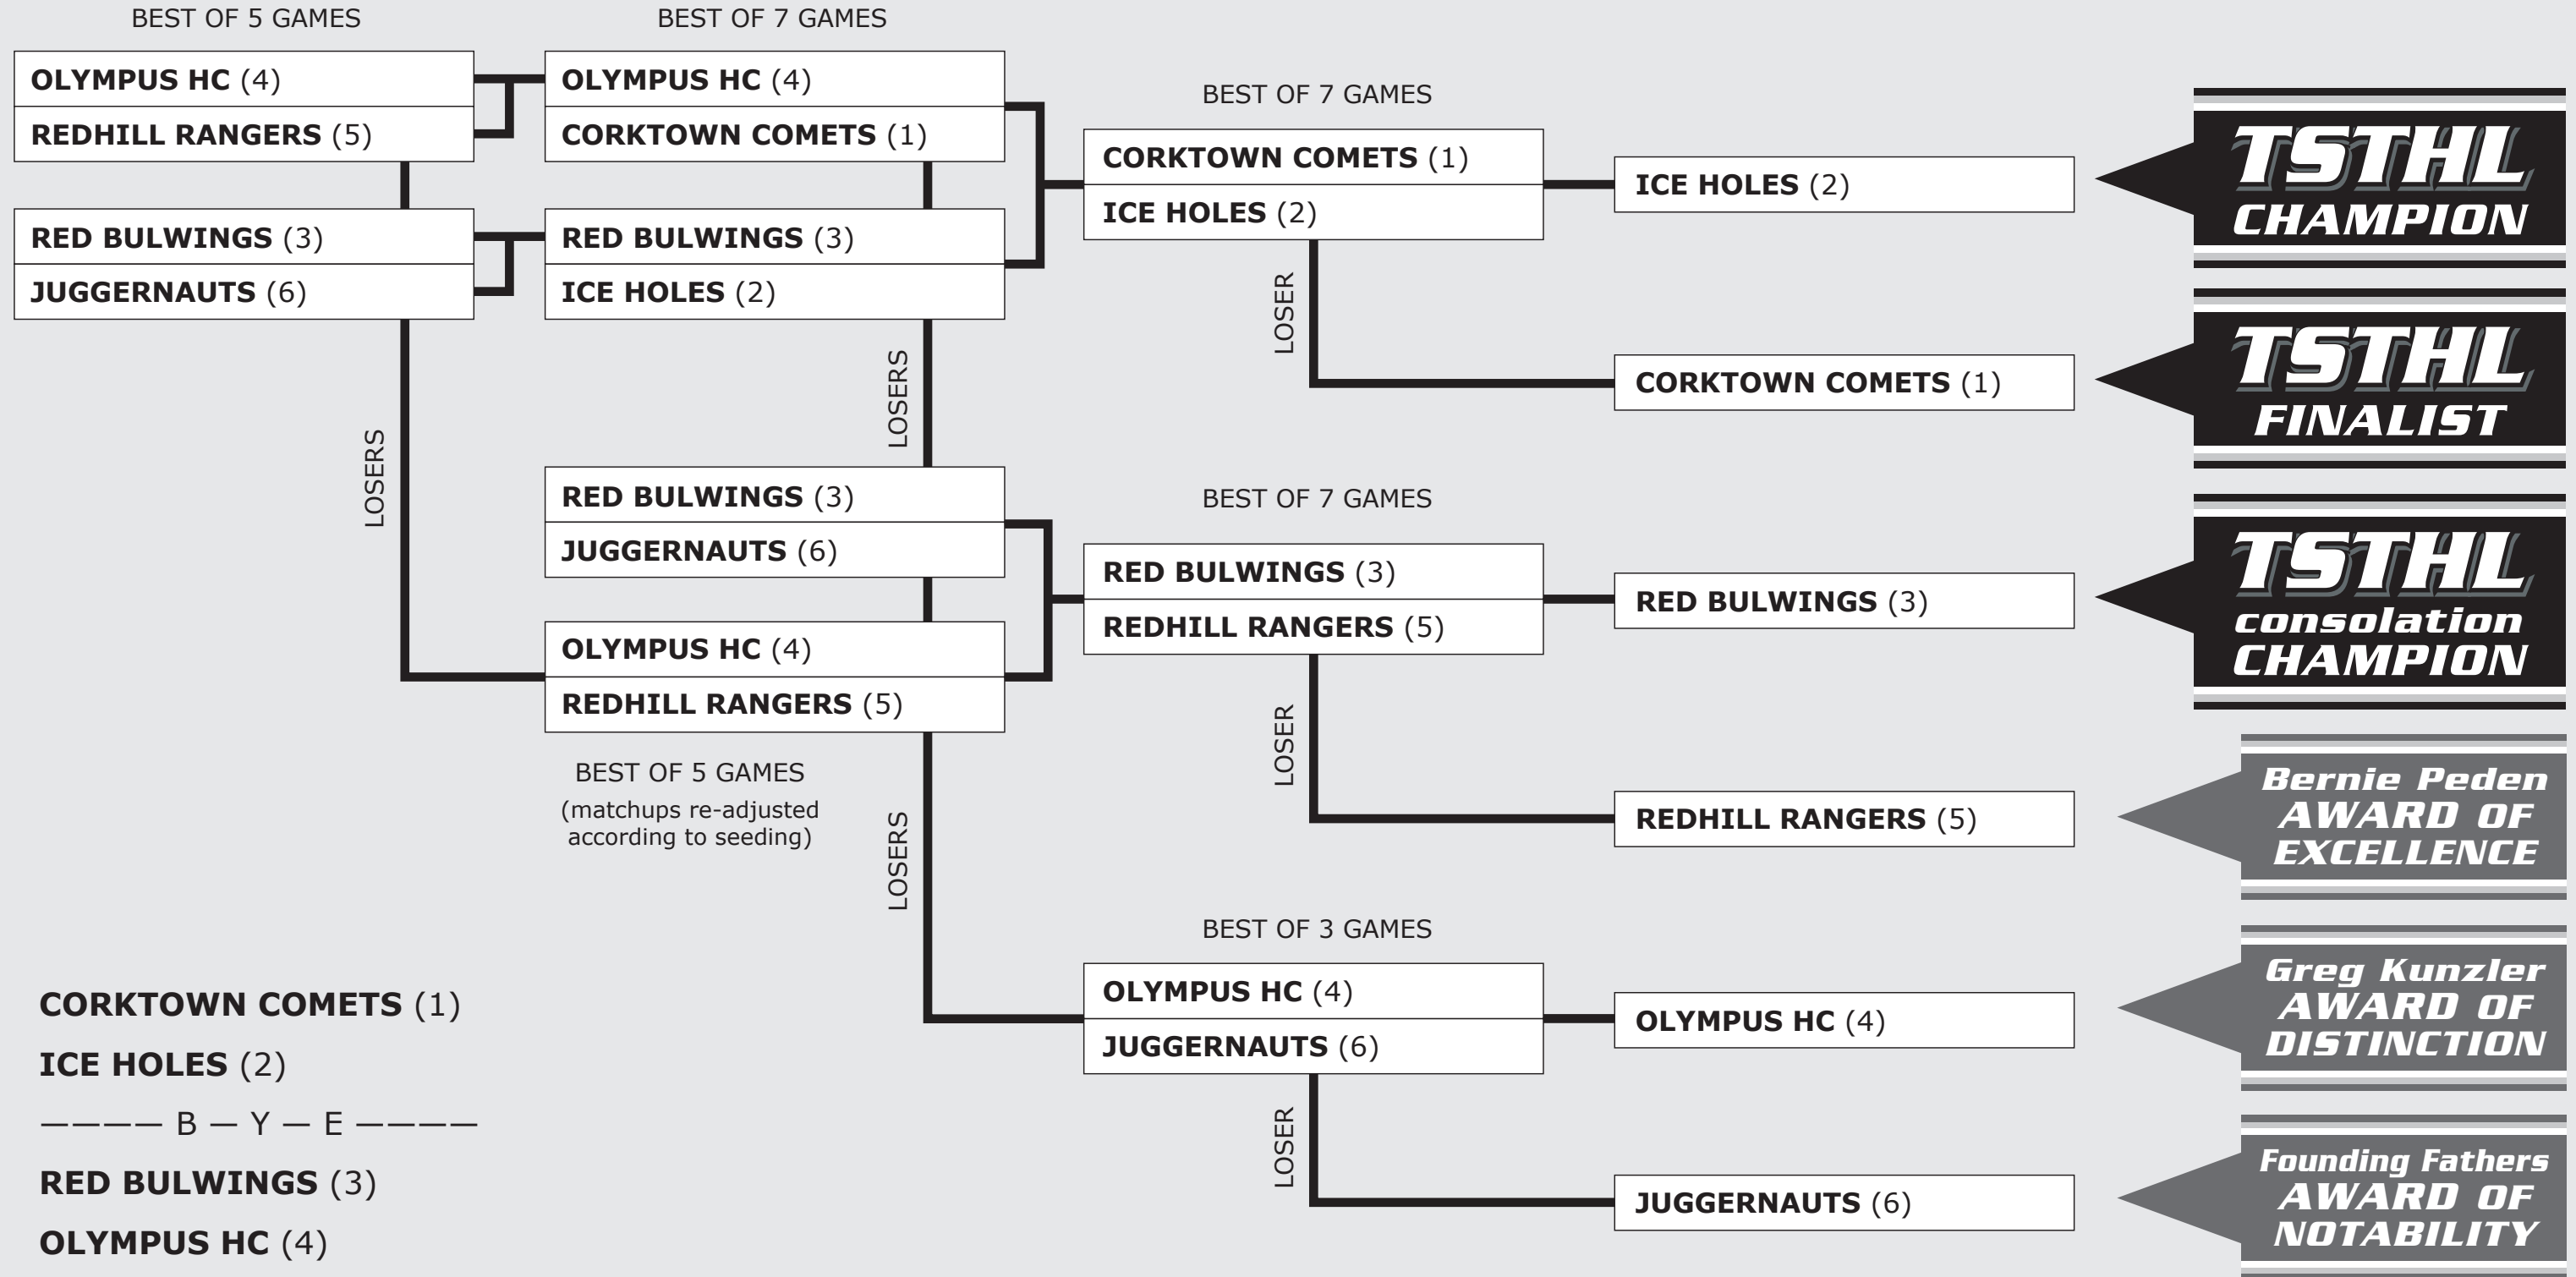 BEST OF 5 GAMES
OLYMPUS HC (4)
REDHILL RANGERS (5)
RED BULWINGS (3)
JUGGERNAUTS (6)
LOSERS
BEST OF 7 GAMES
OLYMPUS HC (4)
CORKTOWN COMETS (1)
RED BULWINGS (3)
ICE HOLES (2)
LOSERS
RED BULWINGS (3)
JUGGERNAUTS (6)
OLYMPUS HC (4)
REDHILL RANGERS (5)
BEST OF 5 GAMES
(matchups re-adjusted
according to seeding)
LOSERS
BEST OF 7 GAMES
CORKTOWN COMETS (1)
ICE HOLES (2)
LOSER
BEST OF 7 GAMES
RED BULWINGS (3)
REDHILL RANGERS (5)
LOSER
BEST OF 3 GAMES
OLYMPUS HC (4)
JUGGERNAUTS (6)
LOSER
ICE HOLES (2)
CORKTOWN COMETS (1)
RED BULWINGS (3)
REDHILL RANGERS (5)
OLYMPUS HC (4)
JUGGERNAUTS (6)
TSTHL
CHAMPION
TSTHL
FINALIST
TSTHL
consolation
CHAMPION
Bernie Peden
AWARD OF
EXCELLENCE
Greg Kunzler
AWARD OF
DISTINCTION
Founding Fathers
AWARD OF
NOTABILITY
CORKTOWN COMETS (1)
ICE HOLES (2)
———— B — Y — E ————
RED BULWINGS (3)
OLYMPUS HC (4)